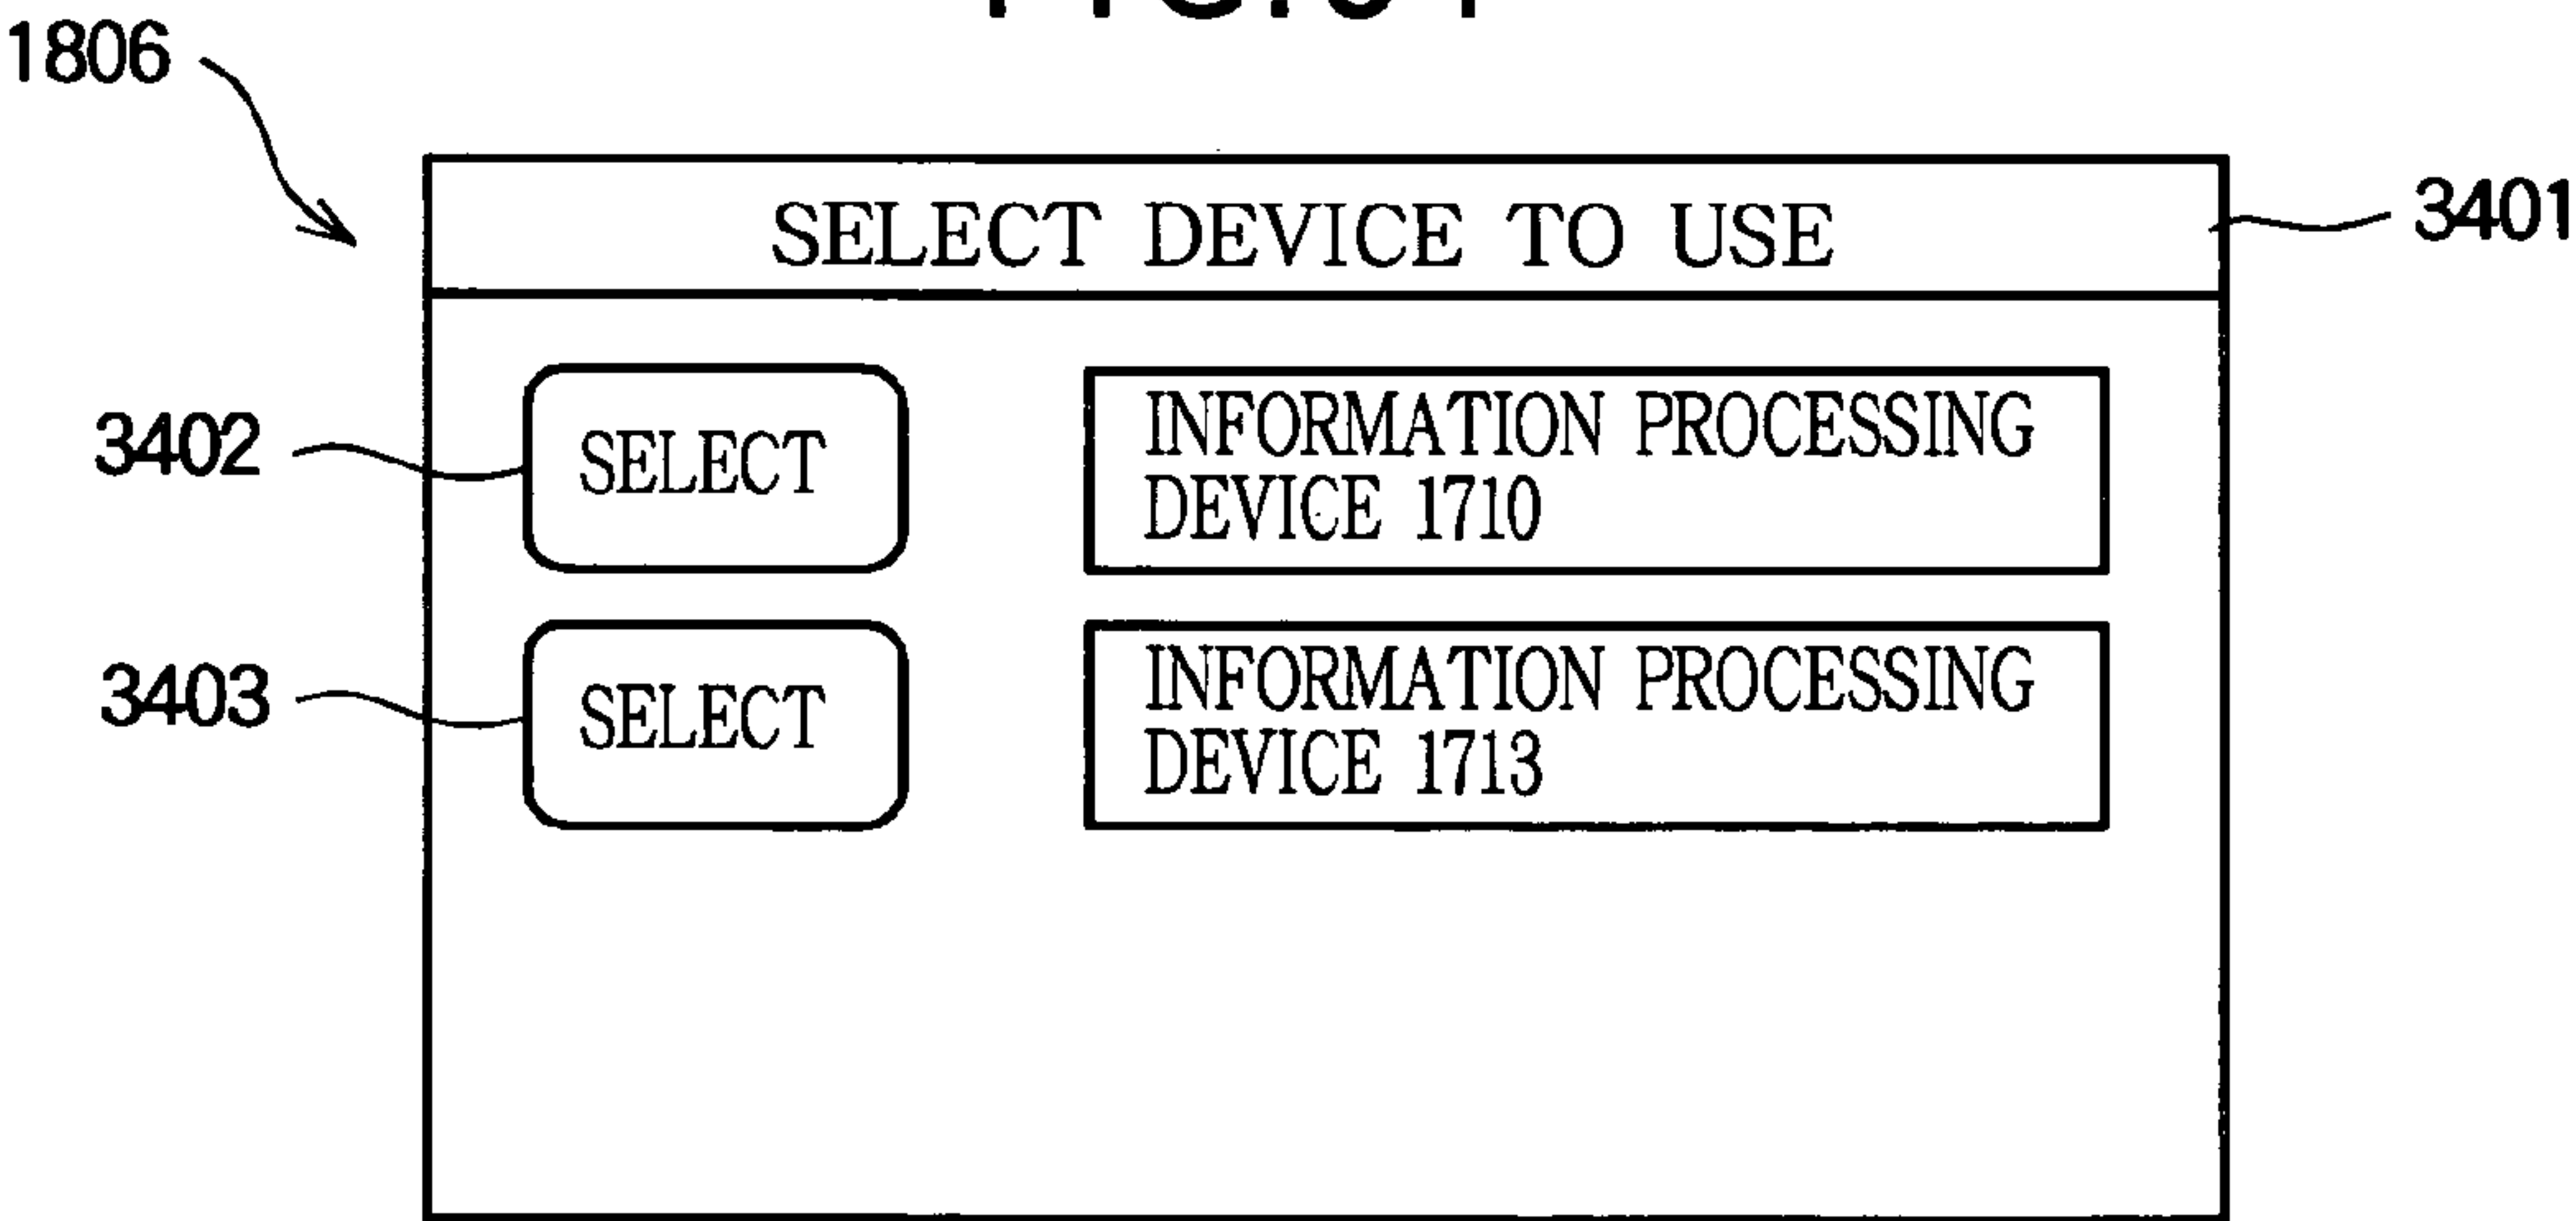 1806
SELECT DEVICE TO USE
3401
3402
SELECT
INFORMATION PROCESSING
DEVICE 1710
3403
SELECT
INFORMATION PROCESSING
DEVICE 1713